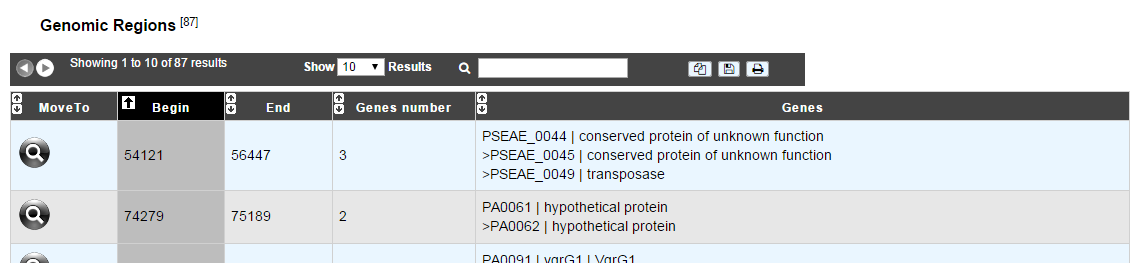 Genomic Regions [87]
Showing 1 to 10 of 87 results Show 10 Results
MoveTo Begin End Genes number Genes
54121 56447 3 PSEAE_0044 | conserved protein of unknown function
>PSEAE_0045 | conserved protein of unknown function
>PSEAE_0049 | transposase
74279 75189 2 PA0061 | hypothetical protein
>PA0062 | hypothetical protein
PA0091 | vgrG1 | VgrG1